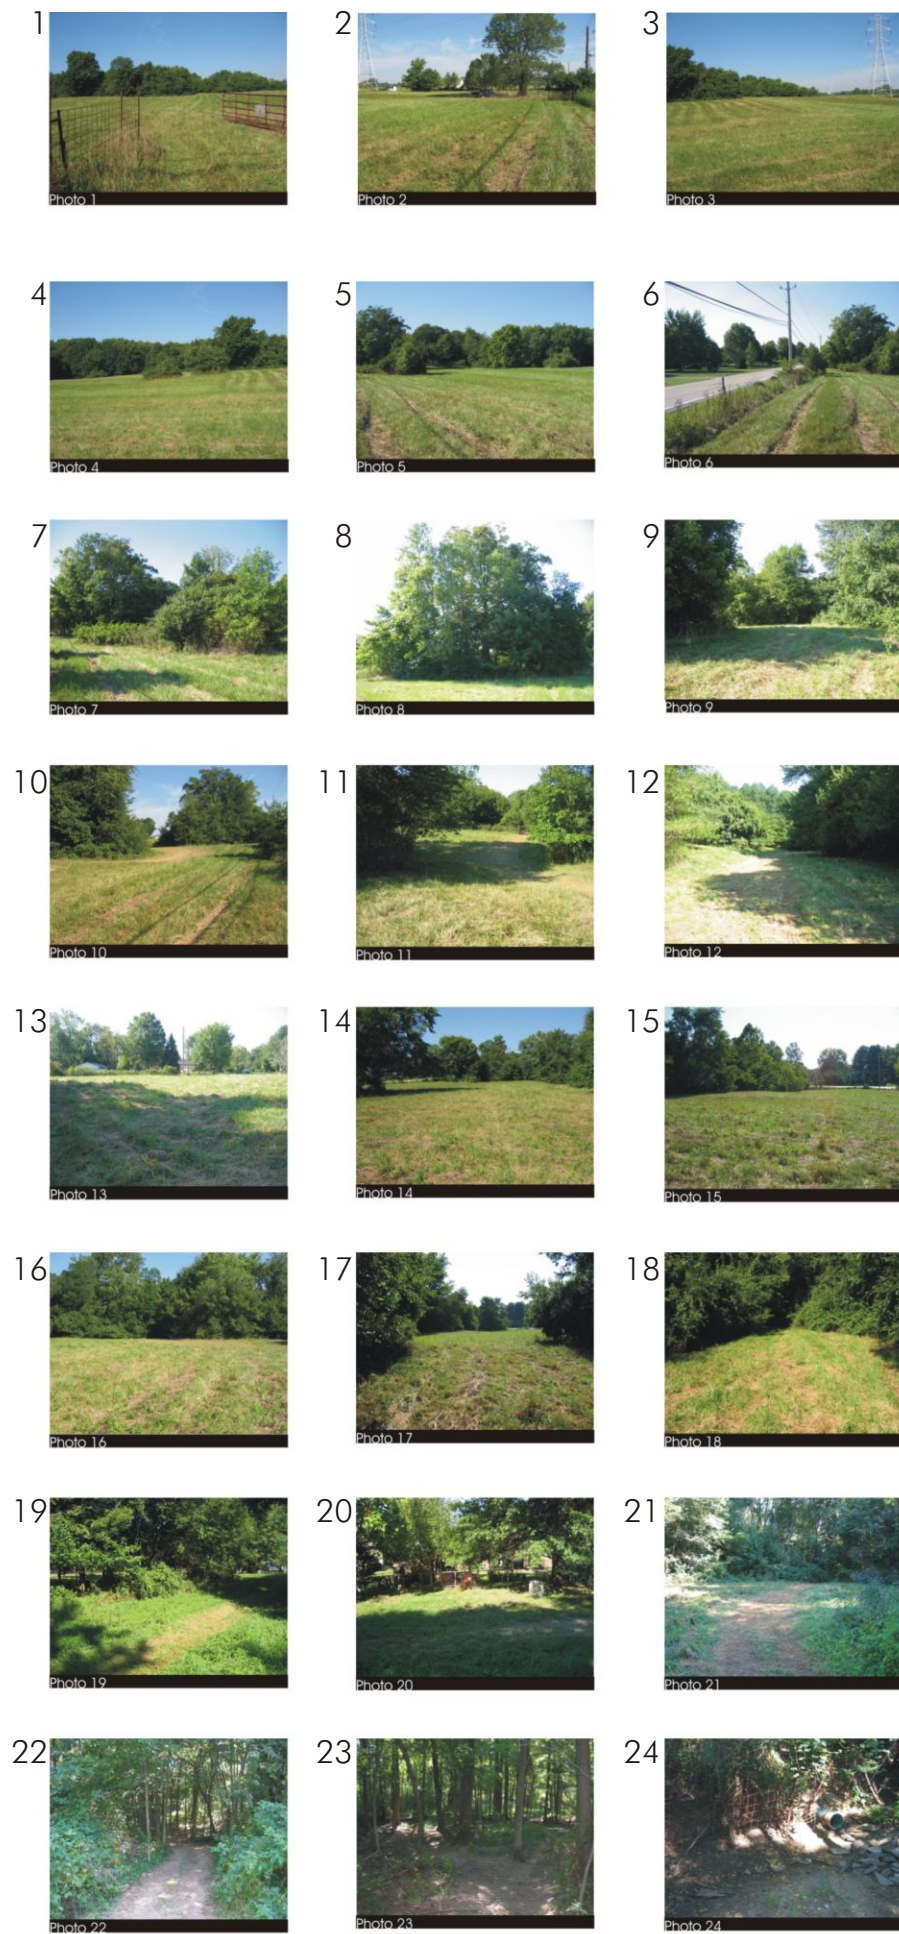 1
2
3
Photo 1
Photo 2
Photo 3
4
5
6
Photo 4
Photo 5
Photo 6
7
8
9
Photo 7
Photo 8
Photo 9
10
11
12
Photo 10
Photo 11
Photo 12
13
14
15
Photo 13
Photo 14
Photo 15
16
17
18
Photo 16
Photo 17
Photo 18
19
20
21
Photo 19
Photo 20
Photo 21
22
23
24
Photo 22
Photo 23
Photo 24